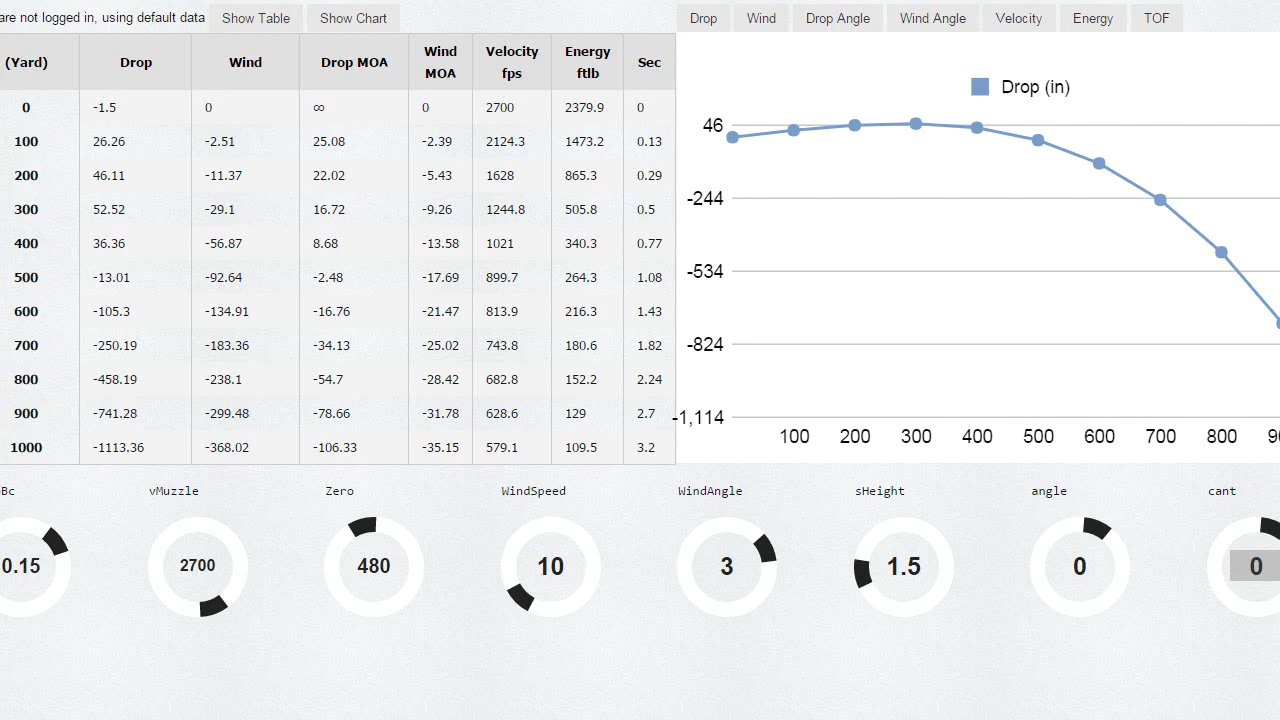 are not logged in, using default data Show Table Show Chart Drop Wind Drop Angle Wind Angle Velocity Energy TOF
(Yard) Drop Wind Drop MOA Wind MOA Velocity fps Energy ftlb Sec
0 -1.5 0 ∞ 0 2700 2379.9 0
100 26.26 -2.51 25.08 -2.39 2124.3 1473.2 0.13
200 46.11 -11.37 22.02 -5.43 1628 865.3 0.29
300 52.52 -29.1 16.72 -9.26 1244.8 505.8 0.5
400 36.36 -56.87 8.68 -13.58 1021 340.3 0.77
500 -13.01 -92.64 -2.48 -17.69 899.7 264.3 1.08
600 -105.3 -134.91 -16.76 -21.47 813.9 216.3 1.43
700 -250.19 -183.36 -34.13 -25.02 743.8 180.6 1.82
800 -458.19 -238.1 -54.7 -28.42 682.8 152.2 2.24
900 -741.28 -299.48 -78.66 -31.78 628.6 129 2.7
1000 -1113.36 -368.02 -106.33 -35.15 579.1 109.5 3.2
Drop (in)
46
-244
-534
-824
-1,114
100 200 300 400 500 600 700 800 90
Bc vMuzzle Zero WindSpeed WindAngle sHeight angle cant
0.15 2700 480 10 3 1.5 0 0